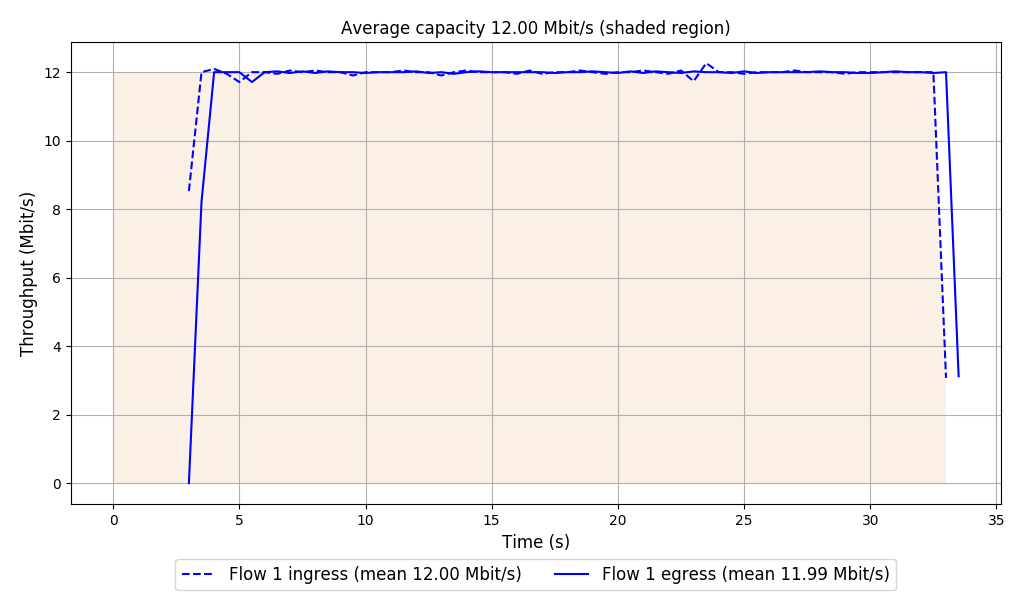 Average capacity 12.00 Mbit/s (shaded region)
Throughput (Mbit/s)
12
10
8
6
4
2
0
0 5 10 15 20 25 30 35
Time (s)
Flow 1 ingress (mean 12.00 Mbit/s) Flow 1 egress (mean 11.99 Mbit/s)